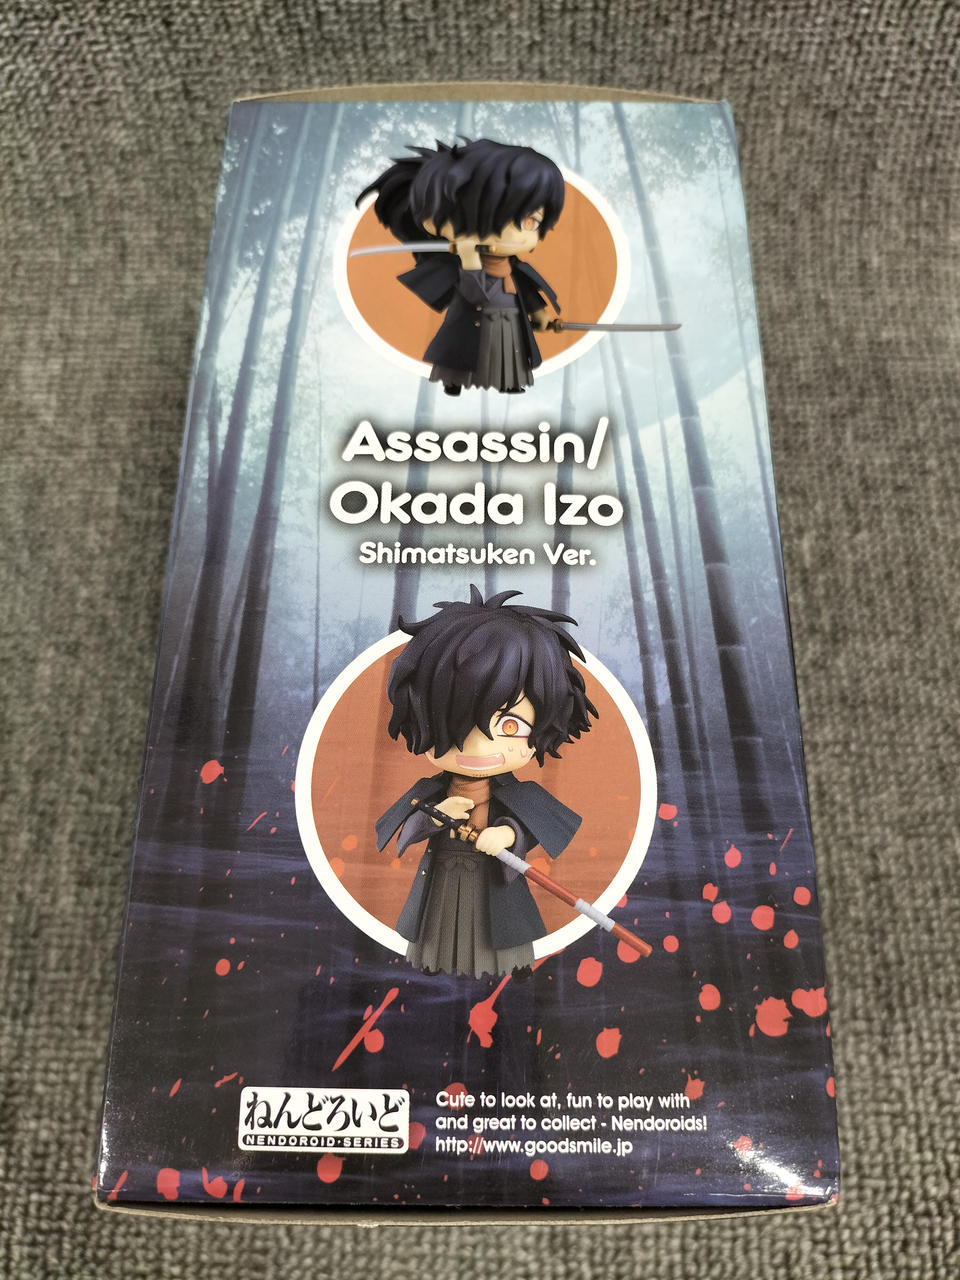 Assassin/
Okada Izo
Shimatsuken Ver.
ねんどろいど
NENDOROID•SERIES
Cute to look at, fun to play with
and great to collect - Nendoroids!
http://www.goodsmile.jp